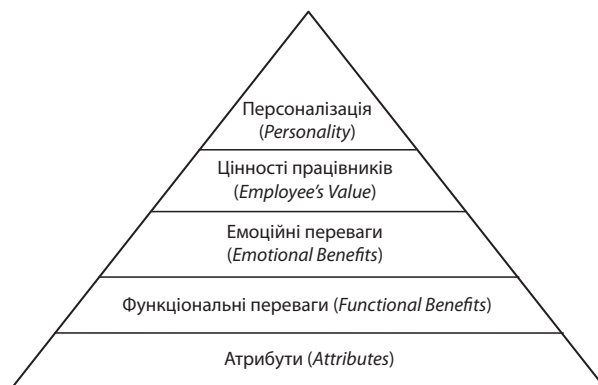 Персоналізація
(Personality)
Цінності працівників
(Employee's Value)
Емоційні переваги
(Emotional Benefits)
Функціональні переваги (Functional Benefits)
Атрибути (Attributes)